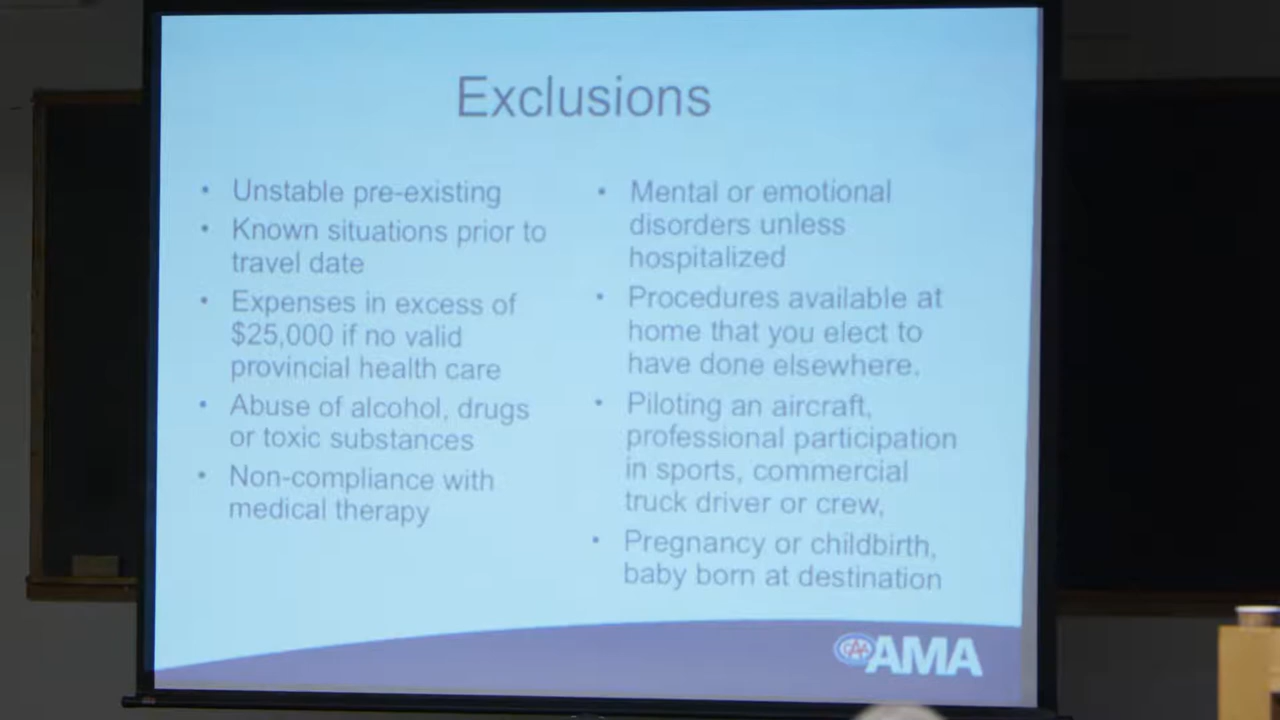 Exclusions
• Unstable pre-existing
• Known situations prior to
travel date
• Expenses in excess of
$25,000 if no valid
provincial health care
• Abuse of alcohol, drugs
or toxic substances
• Non-compliance with
medical therapy
• Mental or emotional
disorders unless
hospitalized
• Procedures available at
home that you elect to
have done elsewhere.
• Piloting an aircraft,
professional participation
in sports, commercial
truck driver or crew,
• Pregnancy or childbirth,
baby born at destination
CAA AMA